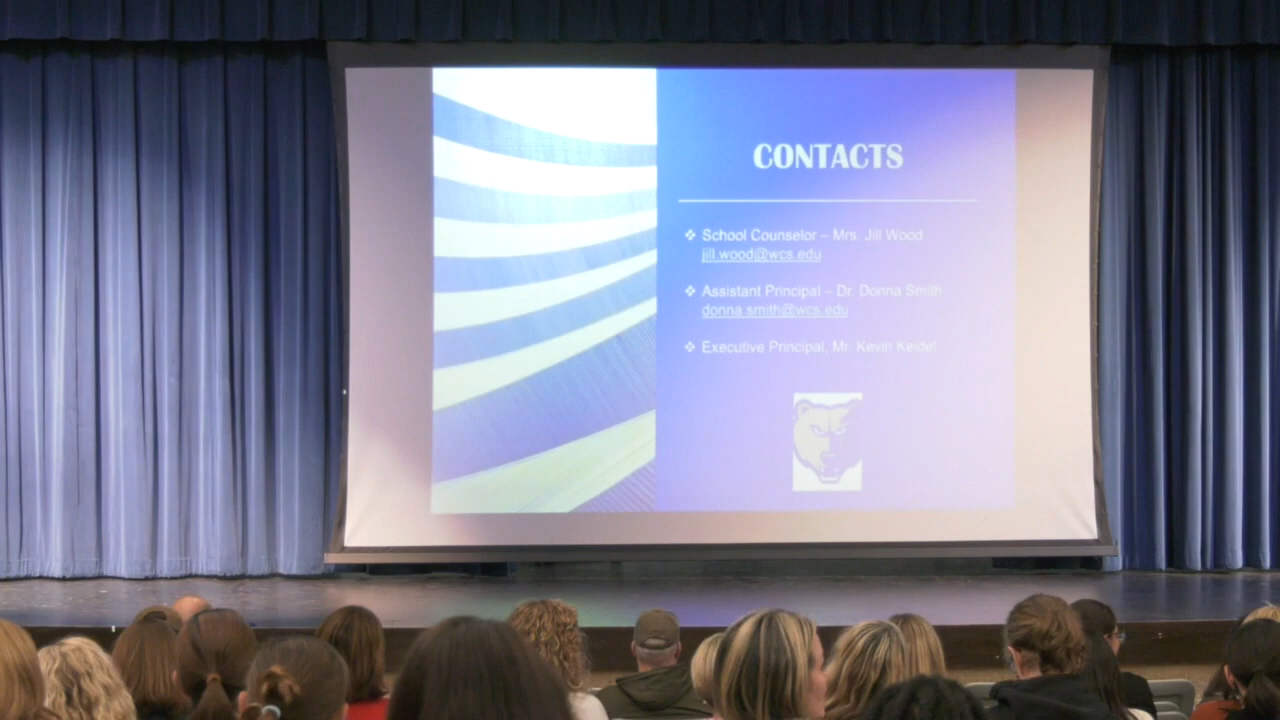 CONTACTS
❖ School Counselor – Mrs. Jill Wood
jill.wood@wcs.edu
❖ Assistant Principal – Dr. Donna Smith
donna.smith@wcs.edu
❖ Executive Principal, Mr. Kevin Keidel